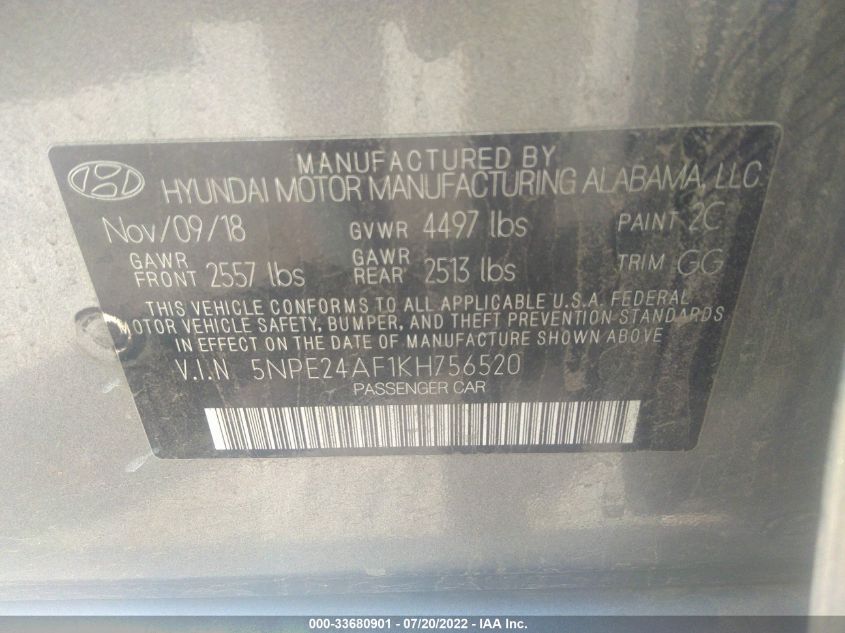 MANUFACTURED BY
HYUNDAI MOTOR MANUFACTURING ALABAMA, LLC
Nov/09/18 GVWR 4497 lbs PAINT 2C
GAWR FRONT 2557 lbs GAWR REAR 2513 lbs TRIM GG
THIS VEHICLE CONFORMS TO ALL APPLICABLE U.S.A. FEDERAL
MOTOR VEHICLE SAFETY, BUMPER, AND THEFT PREVENTION STANDARDS
IN EFFECT ON THE DATE OF MANUFACTURE SHOWN ABOVE.
V.I.N 5NPE24AF1KH756520
PASSENGER CAR
000-33680901 - 07/20/2022 - IAA Inc.